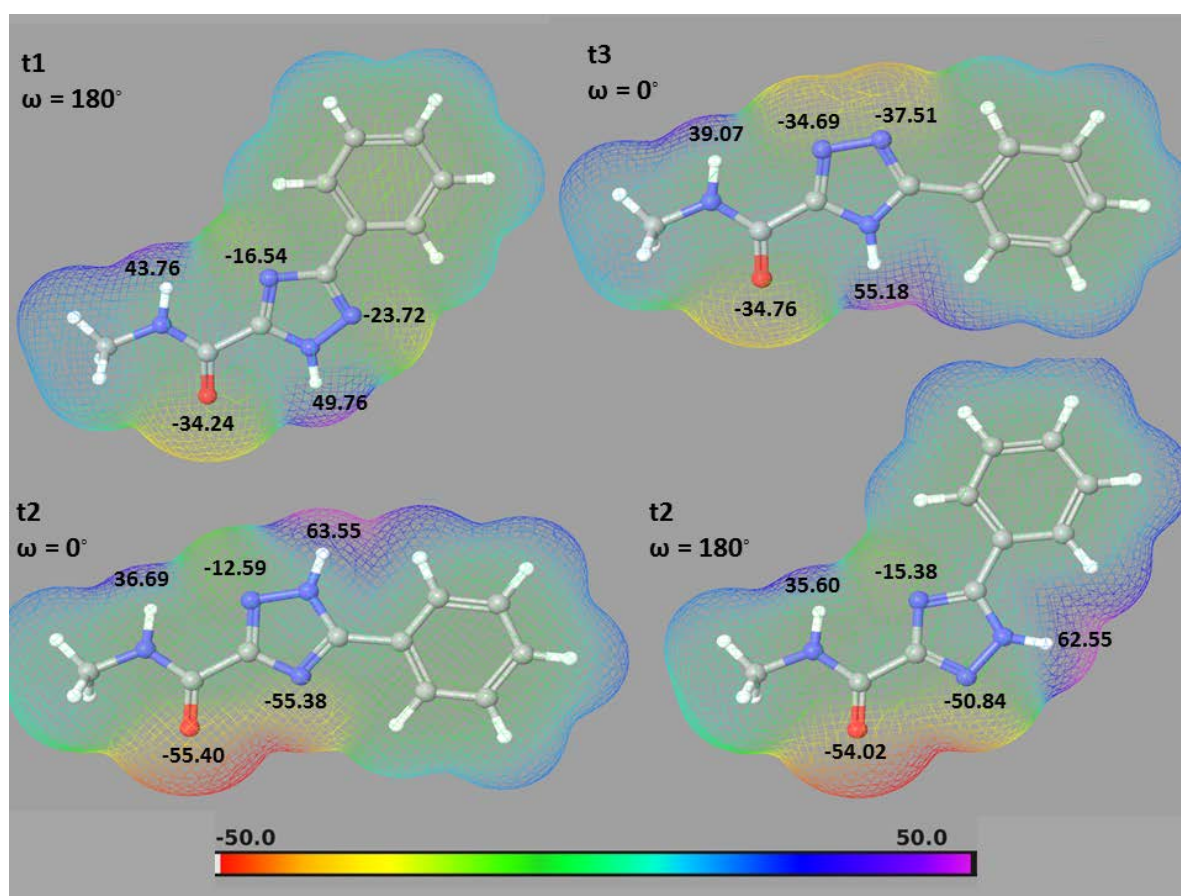 t1
ω = 180°
43.76
-16.54
-23.72
49.76
-34.24
t3
ω = 0°
39.07
-34.69
-37.51
-34.76
55.18
t2
ω = 0°
63.55
36.69
-12.59
-55.38
-55.40
t2
ω = 180°
35.60
-15.38
62.55
-50.84
-54.02
-50.0 50.0